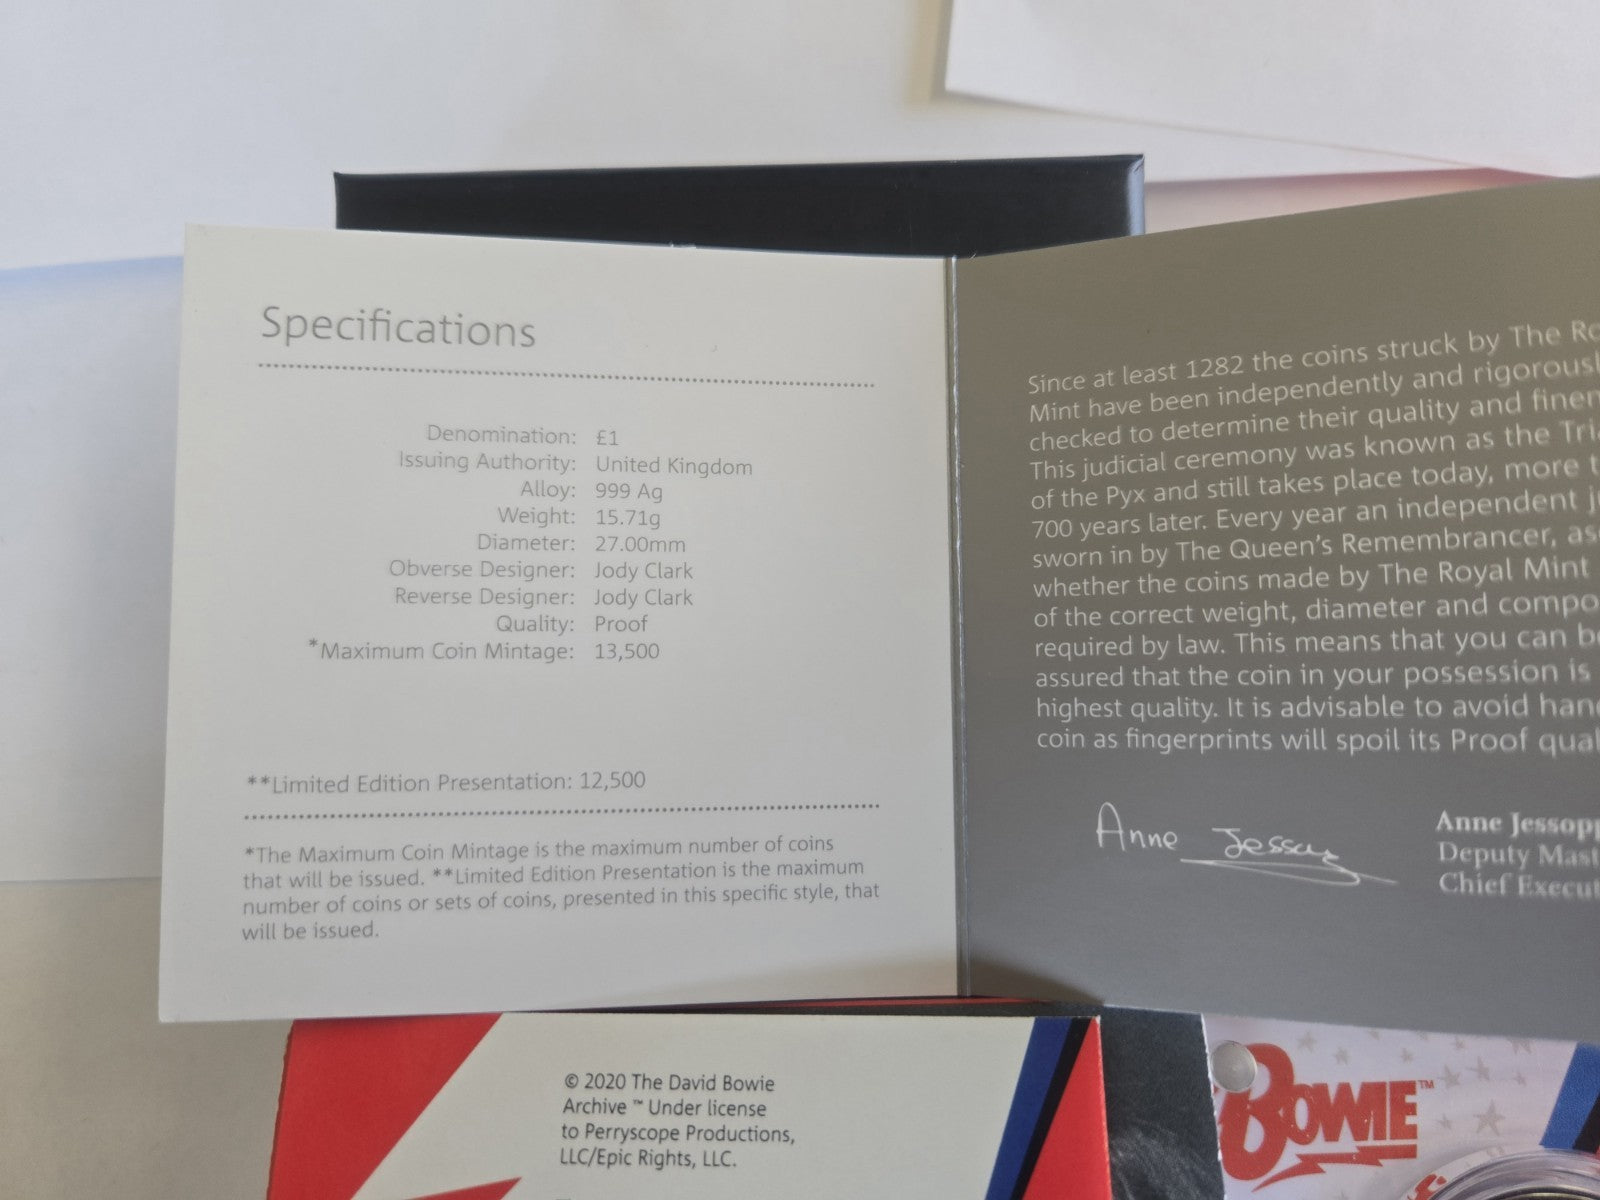 Specifications
Denomination: £1
Issuing Authority: United Kingdom
Alloy: 999 Ag
Weight: 15.71g
Diameter: 27.00mm
Obverse Designer: Jody Clark
Reverse Designer: Jody Clark
Quality: Proof
*Maximum Coin Mintage: 13,500
**Limited Edition Presentation: 12,500
*The Maximum Coin Mintage is the maximum number of coins
that will be issued. **Limited Edition Presentation is the maximum
number of coins or sets of coins, presented in this specific style, that
will be issued.
Since at least 1282 the coins struck by The
Mint have been independently and
checked to determine their quality and
This judicial ceremony was known as the
of the Pyx and still takes place today, more
700 years later. Every year an independent
sworn in by The Queen's Remembrancer,
whether the coins made by The Royal Mint
of the correct weight, diameter and
required by law. This means that you can
assured that the coin in your possession is
highest quality. It is advisable to avoid
coin as fingerprints will spoil its Proof
Anne Jessopp
Anne Jessopp
Deputy
Chief
© 2020 The David Bowie
Archive ™ Under license
to Perryscope Productions,
LLC/Epic Rights, LLC.
BOWIE™